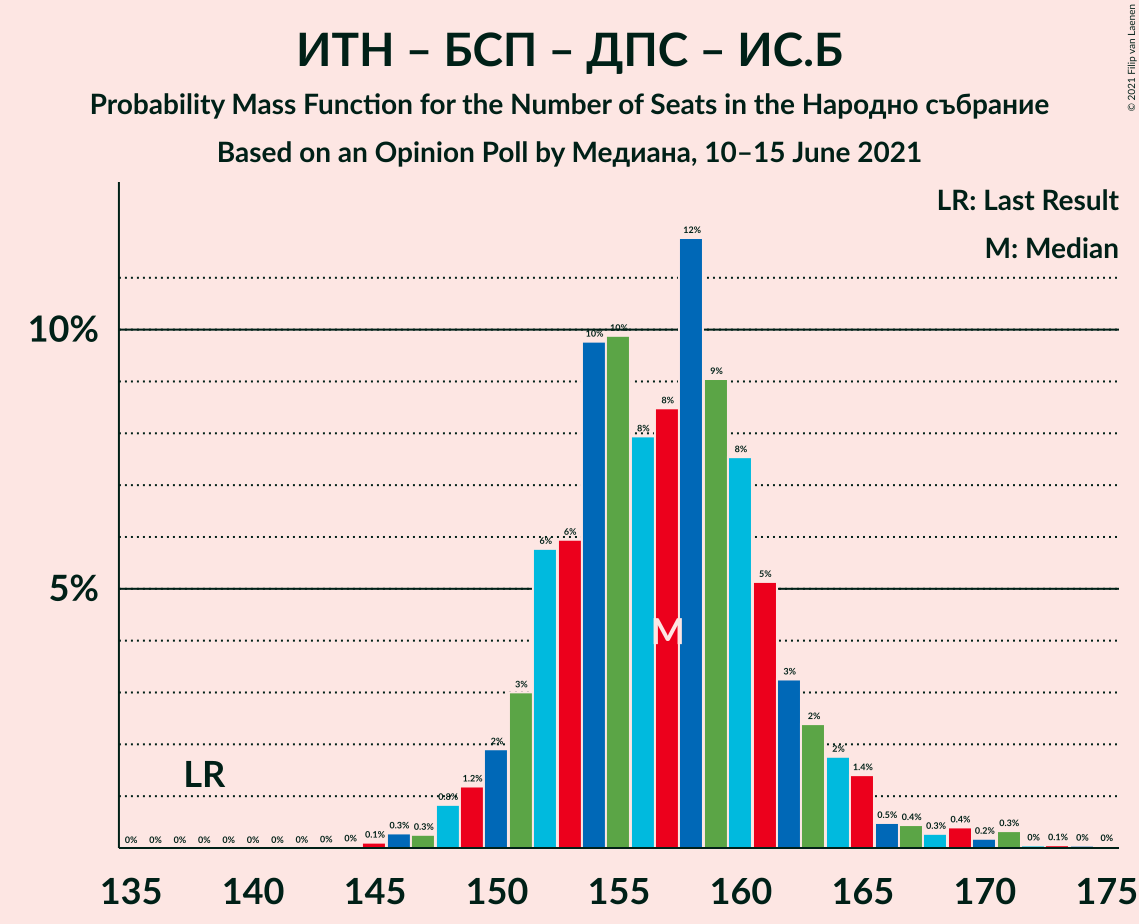 ИТН – БСП – ДПС – ИС.Б
Probability Mass Function for the Number of Seats in the Народно събрание
Based on an Opinion Poll by Медиана, 10–15 June 2021
© 2021 Filip van Laenen
LR: Last Result
M: Median
10%
5%
LR
M
0% 0% 0% 0% 0% 0% 0% 0% 0% 0% 0.1% 0.3% 0.3% 0.8% 1.2% 2% 3% 6% 6% 10% 10% 8% 8% 12% 9% 8% 5% 3% 2% 2% 1.4% 0.5% 0.4% 0.3% 0.4% 0.2% 0.3% 0% 0.1% 0% 0%
135 140 145 150 155 160 165 170 175